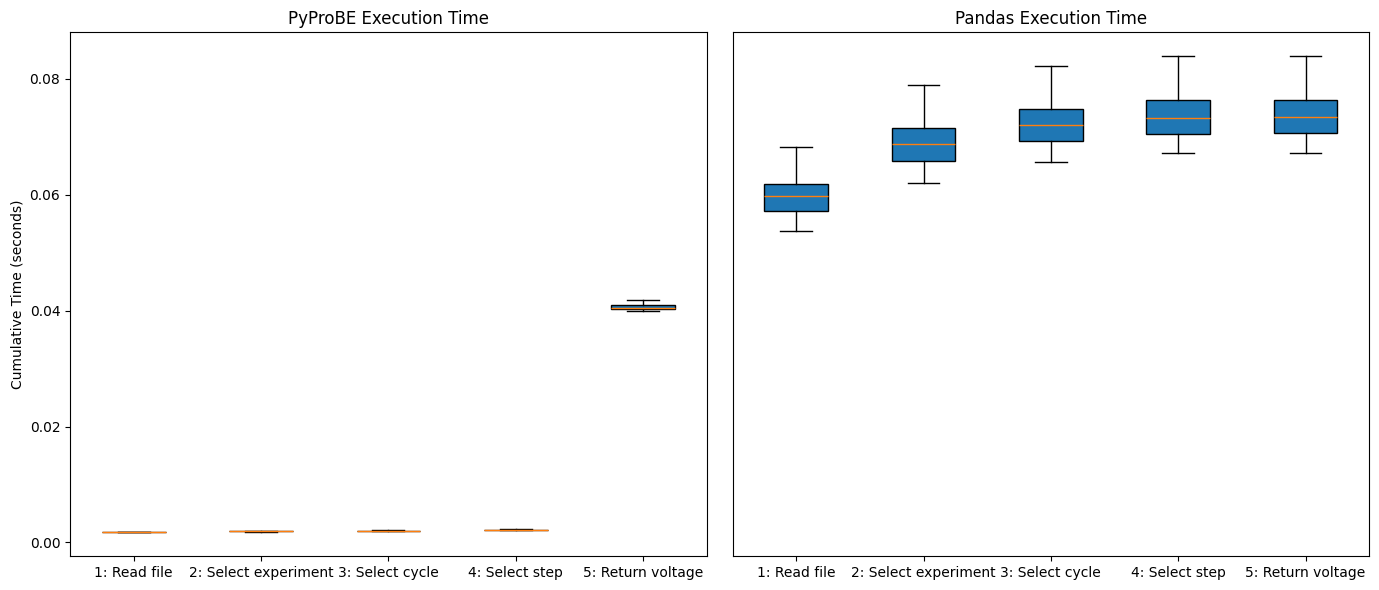 PyProBE Execution Time
Pandas Execution Time
Cumulative Time (seconds)
0.08
0.06
0.04
0.02
0.00
1: Read file 2: Select experiment 3: Select cycle 4: Select step 5: Return voltage
1: Read file 2: Select experiment 3: Select cycle 4: Select step 5: Return voltage